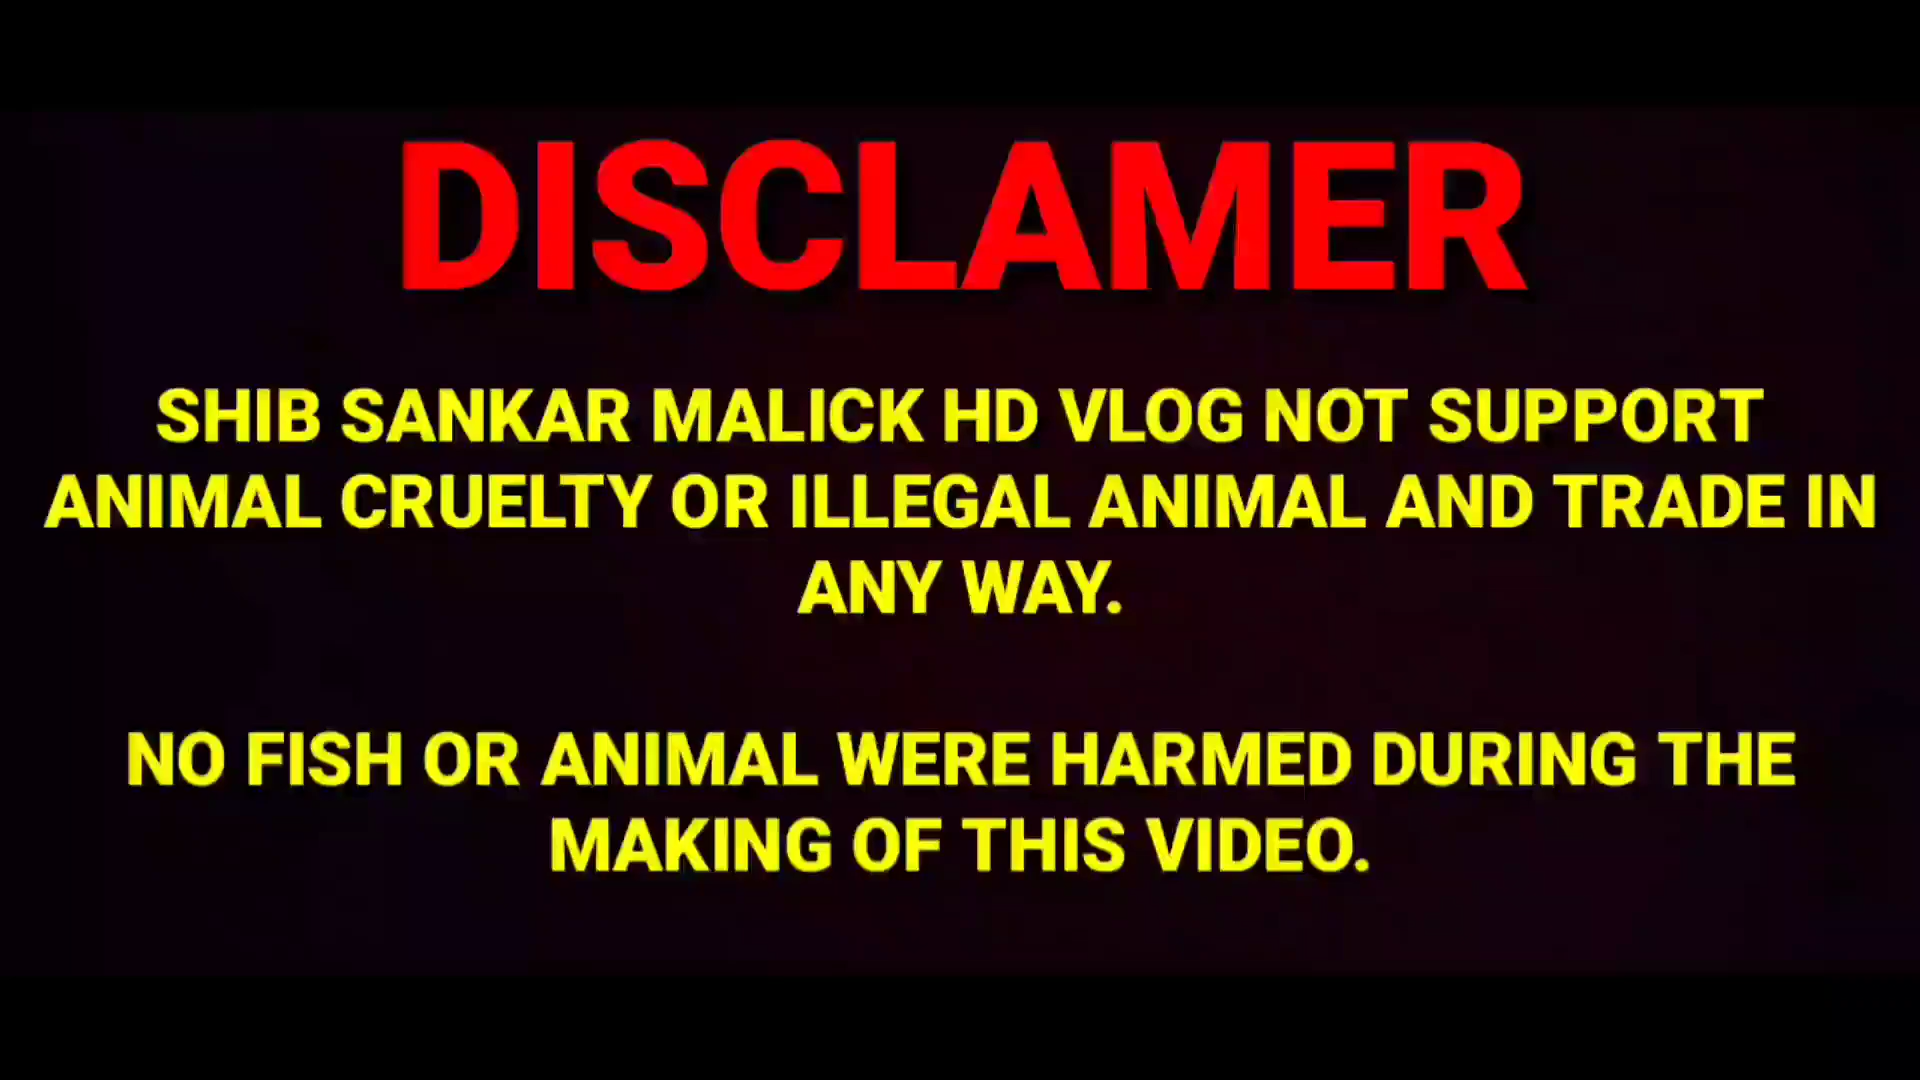 DISCLAMER
SHIB SANKAR MALICK HD VLOG NOT SUPPORT
ANIMAL CRUELTY OR ILLEGAL ANIMAL AND TRADE IN
ANY WAY.
NO FISH OR ANIMAL WERE HARMED DURING THE
MAKING OF THIS VIDEO.